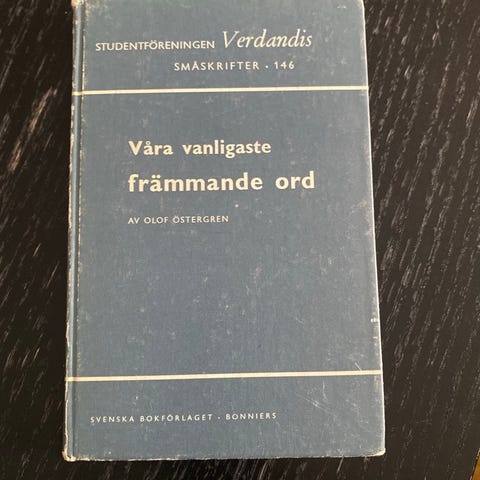 STUDENTFÖRENINGEN Verdandis
SMÅSKRIFTER · 146
Våra vanligaste
främmande ord
AV OLOF ÖSTERGREN
SVENSKA BOKFÖRLAGET · BONNIERS